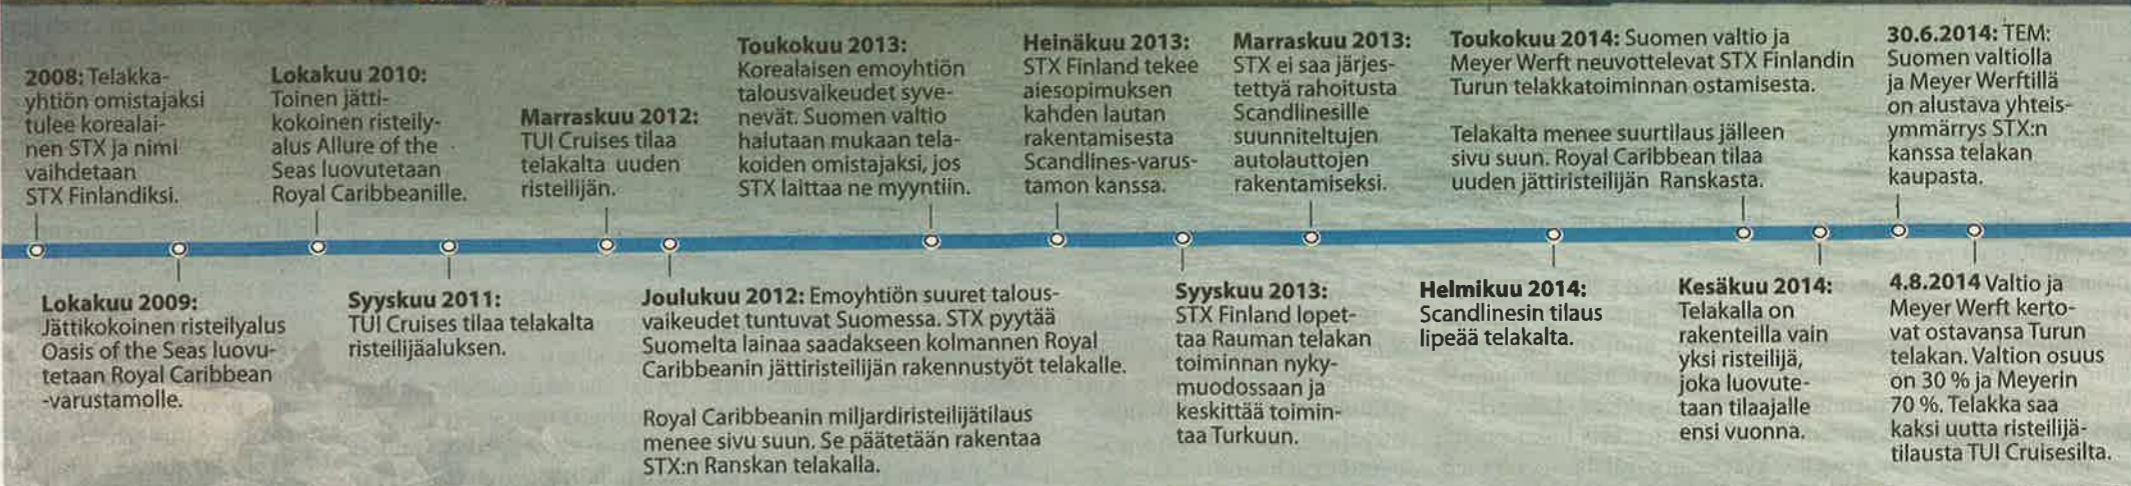 2008: Telakka-
yhtiön omistajaksi
tulee korealai-
nen STX ja nimi
vaihdetaan
STX Finlandiksi.
Lokakuu 2009:
Jättikokoinen risteilyalus
Oasis of the Seas luovu-
tetaan Royal Caribbean
-varustamolle.
Lokakuu 2010:
Toinen jätti-
kokoinen risteily-
alus Allure of the
Seas luovutetaan
Royal Caribbeanille.
Syyskuu 2011:
TUI Cruises tilaa telakalta
risteilijäaluksen.
Marraskuu 2012:
TUI Cruises tilaa
telakalta uuden
risteilijän.
Joulukuu 2012: Emoyhtiön suuret talous-
vaikeudet tuntuvat Suomessa. STX pyytää
Suomelta lainaa saadakseen kolmannen Royal
Caribbeanin jättiristeilijän rakennustyöt telakalle.
Royal Caribbeanin miljardiristeilijätilaus
menee sivu suun. Se päätetään rakentaa
STX:n Ranskan telakalla.
Toukokuu 2013:
Korealaisen emoyhtiön
talousvaikeudet syve-
nevät. Suomen valtio
halutaan mukaan tela-
koiden omistajaksi, jos
STX laittaa ne myyntiin.
Heinäkuu 2013:
STX Finland tekee
aiesopimuksen
kahden lautan
rakentamisesta
Scandlines-varus-
tamon kanssa.
Syyskuu 2013:
STX Finland lopet-
taa Rauman telakan
toiminnan nyky-
muodossaan ja
keskittää toimin-
taa Turkuun.
Marraskuu 2013:
STX ei saa järjes-
tettyä rahoitusta
Scandlinesille
suunniteltujen
autolauttojen
rakentamiseksi.
Helmikuu 2014:
Scandlinesin tilaus
lipeää telakalta.
Toukokuu 2014: Suomen valtio ja
Meyer Werft neuvottelevat STX Finlandin
Turun telakkatoiminnan ostamisesta.
Telakalta menee suurtilaus jälleen
sivu suun. Royal Caribbean tilaa
uuden jättiristeilijän Ranskasta.
Kesäkuu 2014:
Telakalla on
rakenteilla vain
yksi risteilijä,
joka luovute-
taan tilaajalle
ensi vuonna.
30.6.2014: TEM:
Suomen valtiolla
ja Meyer Werftillä
on alustava yhteis-
ymmärrys STX:n
kanssa telakan
kaupasta.
4.8.2014 Valtio ja
Meyer Werft kerto-
vat ostavansa Turun
telakan. Valtion osuus
on 30 % ja Meyerin
70 %. Telakka saa
kaksi uutta risteilijä-
tilausta TUI Cruisesilta.